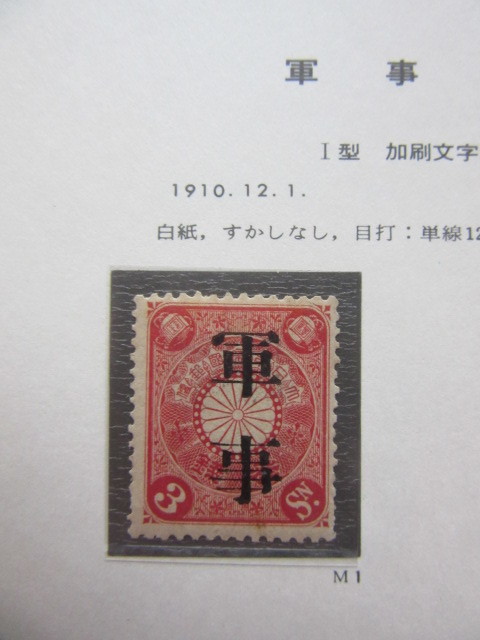 軍 事
Ⅰ型 加刷文字
1910.12.1.
白紙，すかしなし，目打：単線12
軍
事
3
Sn.
M1